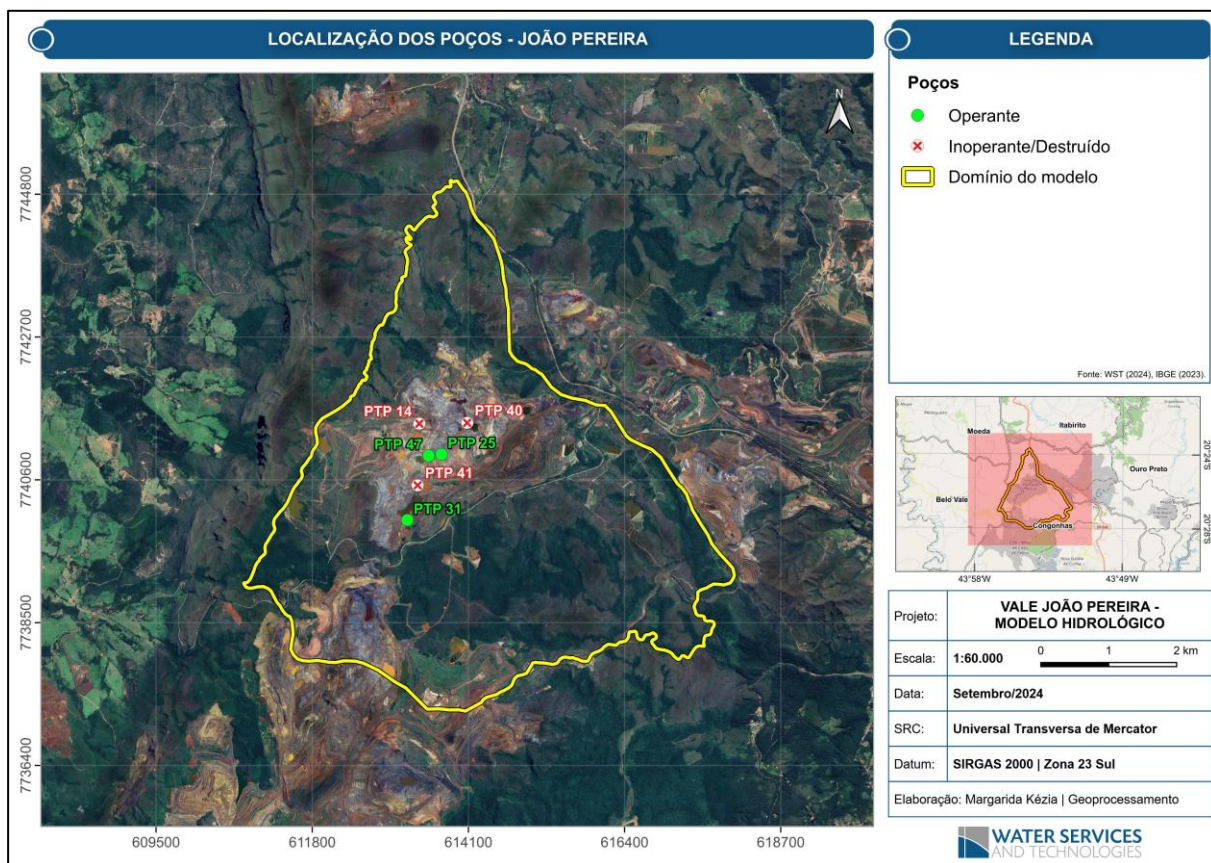 LOCALIZAÇÃO DOS POÇOS - JOÃO PEREIRA
N
7744800
7742700
7740600
7738500
7736400
609500
611800
614100
616400
618700
PTP 14
PTP 40
PTP 47
PTP 25
PTP 41
PTP 31
LEGENDA
Poços
Operante
Inoperante/Destruído
Domínio do modelo
Fonte: WST (2024), IBGE (2023).
Moeda
Itabirito
Ouro Preto
Belo Vale
Congonhas
20°24'S
20°28'S
43°58'W
43°49'W
Projeto:
VALE JOÃO PEREIRA -
MODELO HIDROLÓGICO
Escala:
1:60.000
0 1 2 km
Data:
Setembro/2024
SRC:
Universal Transversa de Mercator
Datum:
SIRGAS 2000 | Zona 23 Sul
Elaboração: Margarida Kézia | Geoprocessamento
WATER SERVICES
AND TECHNOLOGIES